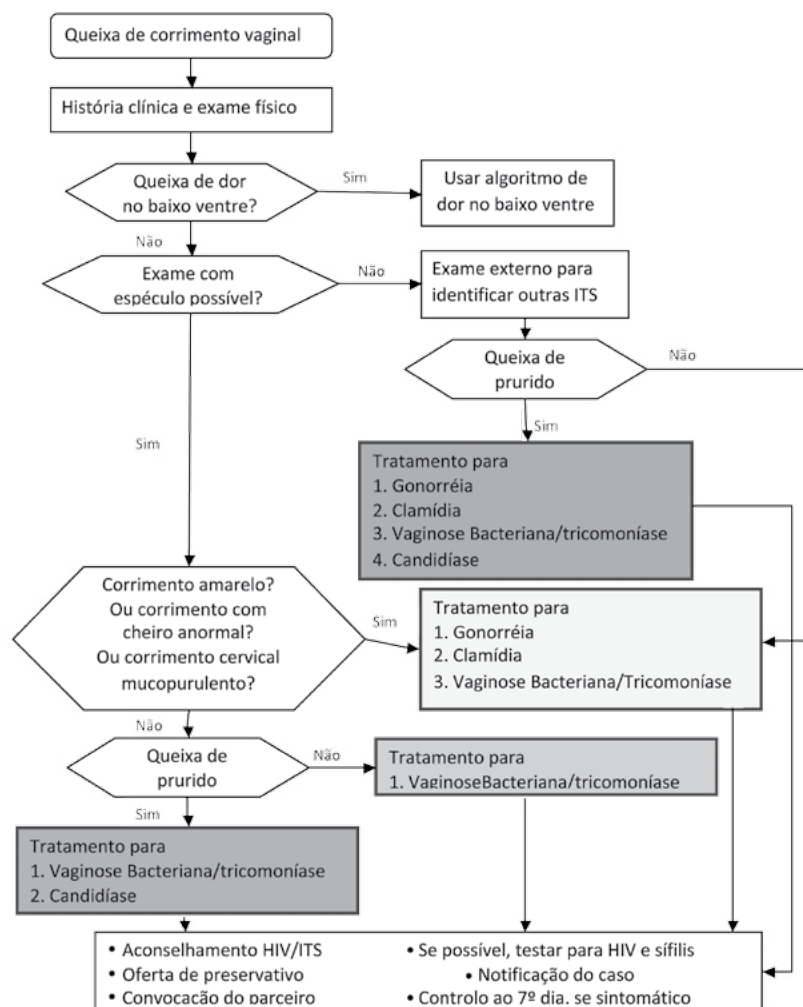 Queixa de corrimento vaginal
História clínica e exame físico
Queixa de dor
no baixo ventre?
Sim
Usar algoritmo de
dor no baixo ventre
Não
Exame com
espéculo possível?
Não
Exame externo para
identificar outras ITS
Queixa de
prurido
Não
Sim
Sim
Tratamento para
1. Gonorréia
2. Clamídia
3. Vaginose Bacteriana/tricomoníase
4. Candidíase
Corrimento amarelo?
Ou corrimento com
cheiro anormal?
Ou corrimento cervical
mucopurulento?
Sim
Tratamento para
1. Gonorréia
2. Clamídia
3. Vaginose Bacteriana/Tricomoníase
Não
Queixa de
prurido
Não
Tratamento para
1. VaginoseBacteriana/tricomoníase
Sim
Tratamento para
1. Vaginose Bacteriana/tricomoníase
2. Candidíase
• Aconselhamento HIV/ITS
• Oferta de preservativo
• Convocação do parceiro
• Se possível, testar para HIV e sífilis
• Notificação do caso
• Controlo ao 7º dia. se sintomático